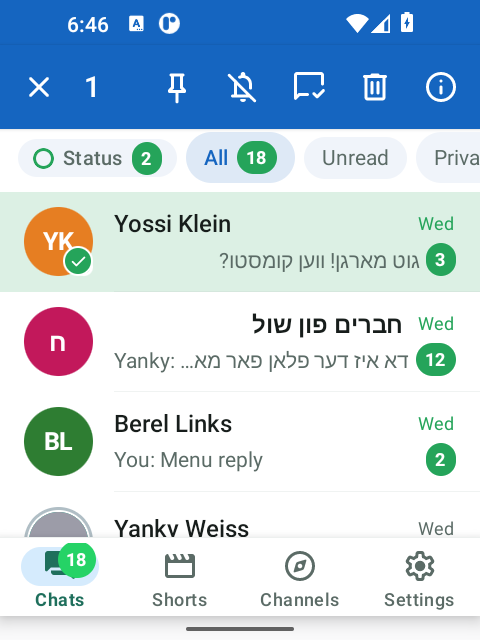 6:46
A
1
Status 2
All 18
Unread
Priva
YK
Yossi Klein
Wed
גוט מארגן! ווען קומסטו?
3
ח
חברים פון שול
Wed
Yanky: דא איז דער פלאן פאר מא...
12
BL
Berel Links
Wed
You: Menu reply
2
Yanky Weiss
Wed
18
Chats
Shorts
Channels
Settings